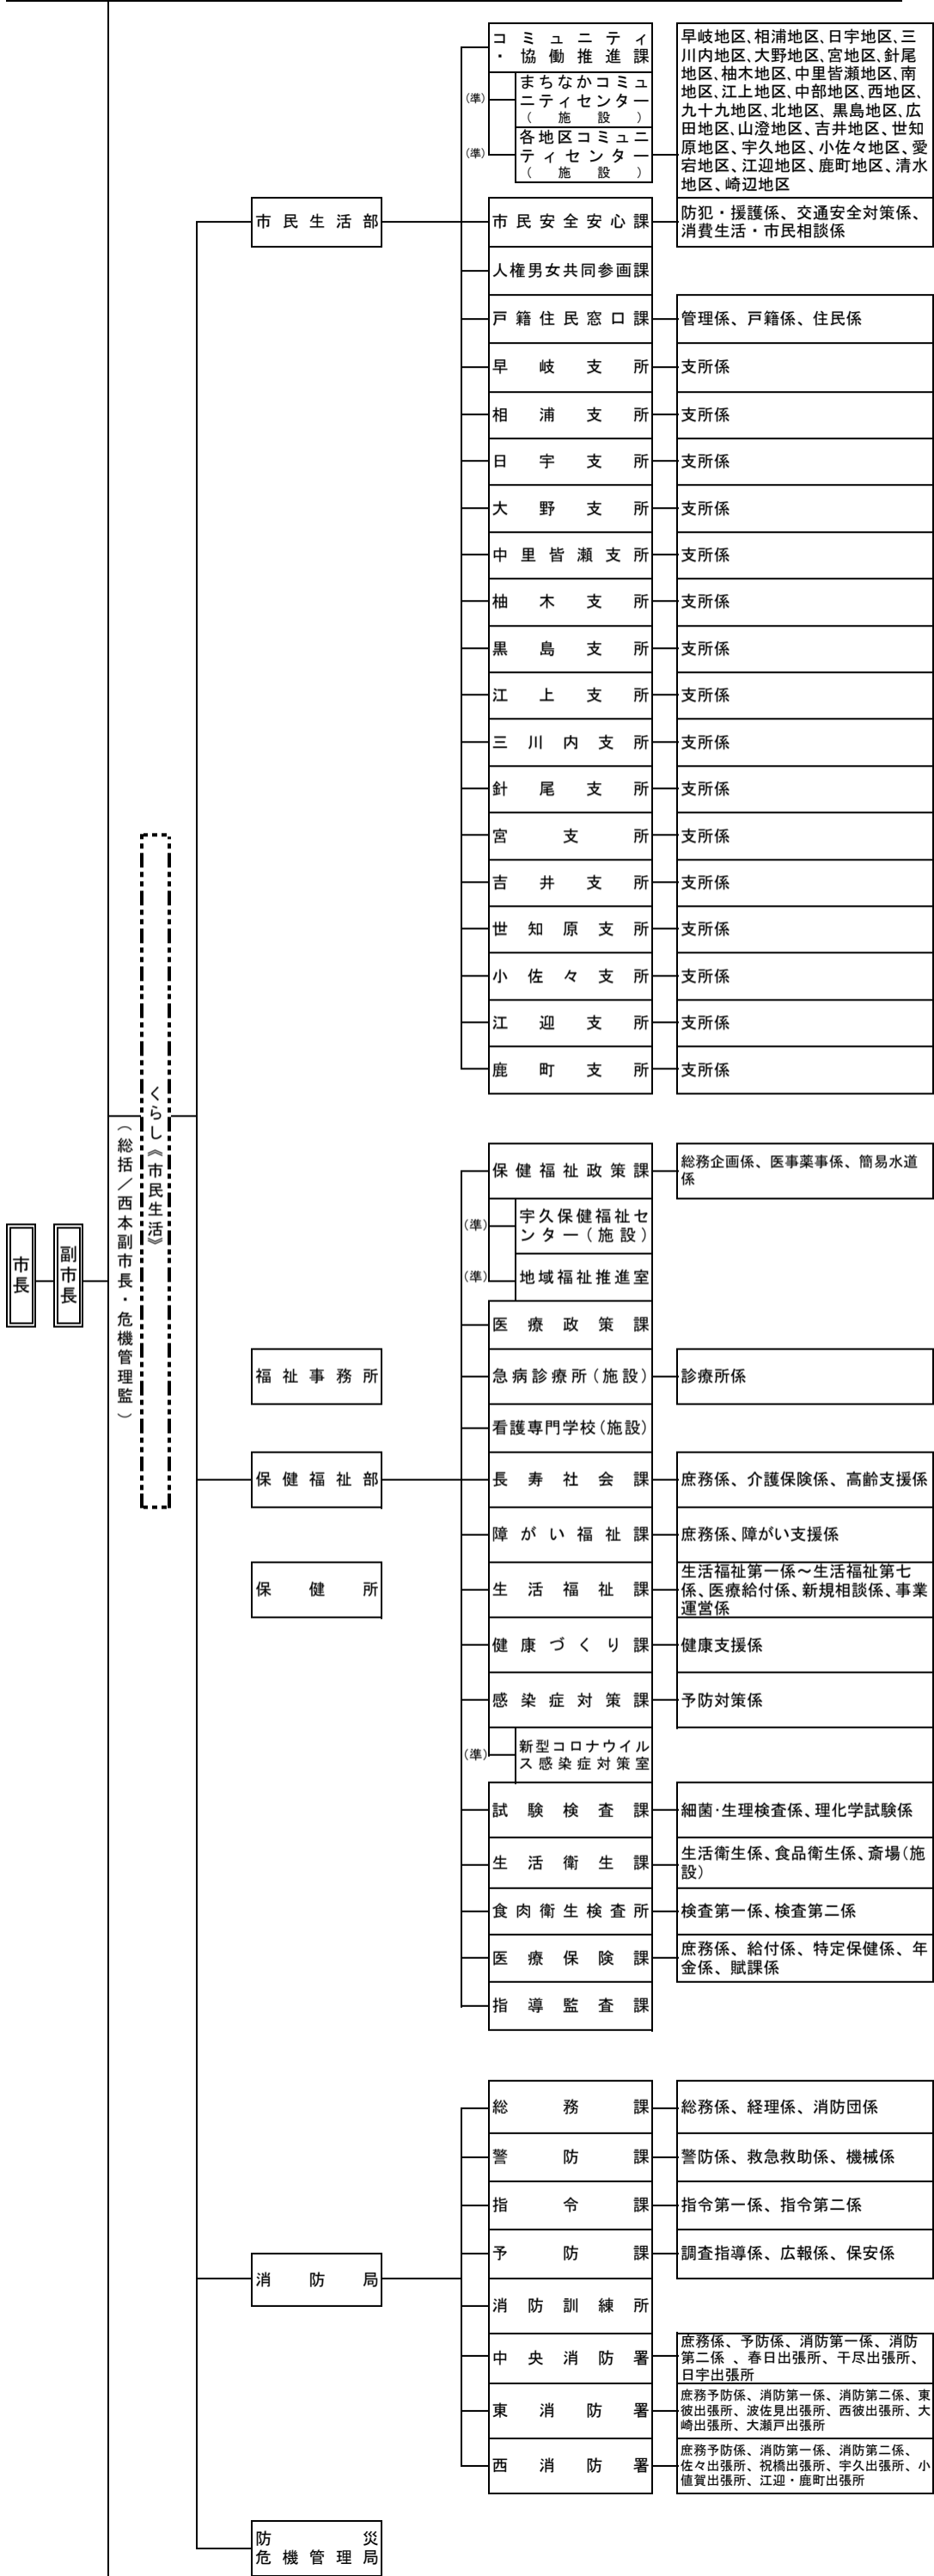 市長
副市長
（総括／西本副市長・危機管理監）
くらし《市民生活》
市民生活部
コミュニティ
・協働推進課
（準）
まちなかコミュ
ニティセンター
（施設）
（準）
各地区コミュニ
ティセンター
（施設）
早岐地区、相浦地区、日宇地区、三
川内地区、大野地区、宮地区、針尾
地区、柚木地区、中里皆瀬地区、南
地区、江上地区、中部地区、西地区、
九十九地区、北地区、黒島地区、広
田地区、山澄地区、吉井地区、世知
原地区、宇久地区、小佐々地区、愛
宕地区、江迎地区、鹿町地区、清水
地区、崎辺地区
市民安全安心課
防犯・援護係、交通安全対策係、
消費生活・市民相談係
人権男女共同参画課
戸籍住民窓口課
管理係、戸籍係、住民係
早岐支所
支所係
相浦支所
支所係
日宇支所
支所係
大野支所
支所係
中里皆瀬支所
支所係
柚木支所
支所係
黒島支所
支所係
江上支所
支所係
三川内支所
支所係
針尾支所
支所係
宮支所
支所係
吉井支所
支所係
世知原支所
支所係
小佐々支所
支所係
江迎支所
支所係
鹿町支所
支所係
福祉事務所
保健福祉部
保健所
保健福祉政策課
総務企画係、医事薬事係、簡易水道
係
（準）
宇久保健福祉セ
ンター（施設）
（準）
地域福祉推進室
医療政策課
急病診療所（施設）
診療所係
看護専門学校（施設）
長寿社会課
庶務係、介護保険係、高齢支援係
障がい福祉課
庶務係、障がい支援係
生活福祉課
生活福祉第一係～生活福祉第七
係、医療給付係、新規相談係、事業
運営係
健康づくり課
健康支援係
感染症対策課
予防対策係
（準）
新型コロナウイル
ス感染症対策室
試験検査課
細菌・生理検査係、理化学試験係
生活衛生課
生活衛生係、食品衛生係、斎場（施
設）
食肉衛生検査所
検査第一係、検査第二係
医療保険課
庶務係、給付係、特定保健係、年
金係、賦課係
指導監査課
消防局
総務課
総務係、経理係、消防団係
警防課
警防係、救急救助係、機械係
指令課
指令第一係、指令第二係
予防課
調査指導係、広報係、保安係
消防訓練所
中央消防署
庶務係、予防係、消防第一係、消防
第二係 、春日出張所、干尽出張所、
日宇出張所
東消防署
庶務予防係、消防第一係、消防第二係、東
彼出張所、波佐見出張所、西彼出張所、大
崎出張所、大瀬戸出張所
西消防署
庶務予防係、消防第一係、消防第二係、
佐々出張所、祝橋出張所、宇久出張所、小
値賀出張所、江迎・鹿町出張所
防災
危機管理局